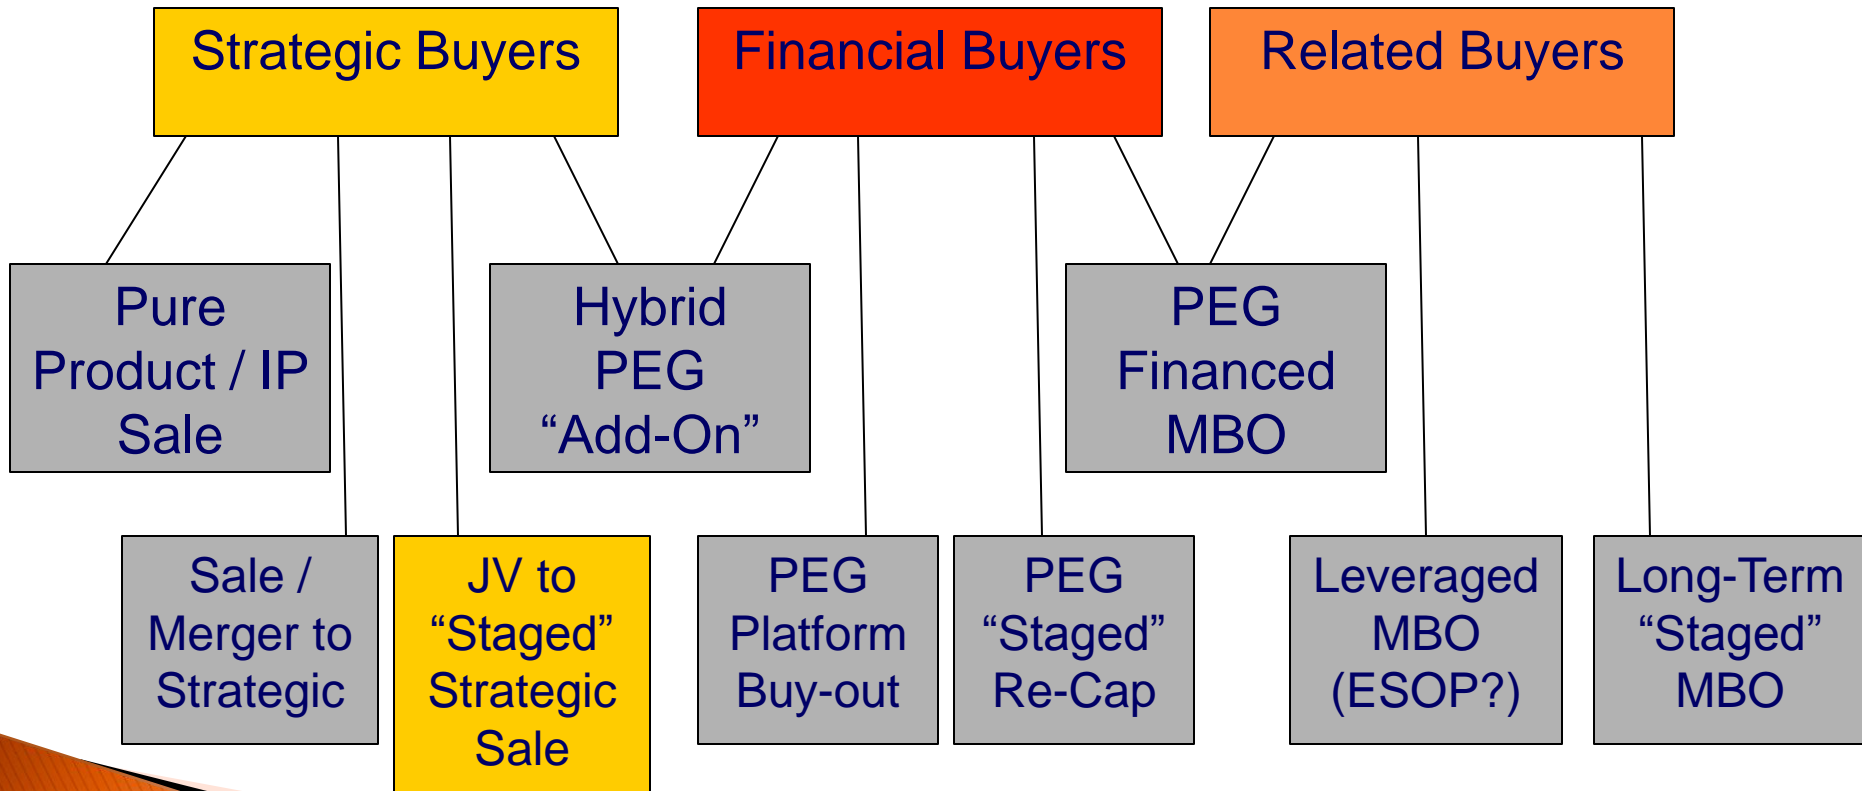 Strategic Buyers
Financial Buyers
Related Buyers
Pure
Product / IP
Sale
Hybrid
PEG
“Add-On”
PEG
Financed
MBO
Sale /
Merger to
Strategic
JV to
“Staged”
Strategic
Sale
PEG
Platform
Buy-out
PEG
“Staged”
Re-Cap
Leveraged
MBO
(ESOP?)
Long-Term
“Staged”
MBO